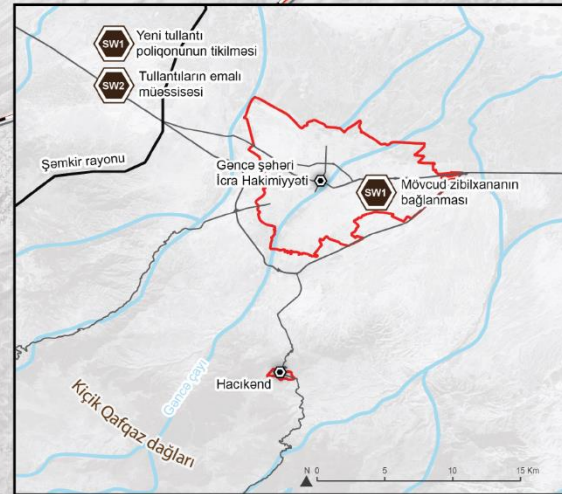 SW1
Yeni tullantı
poliqonunun tikilməsi
SW2
Tullantıların emalı
müəssisəsi
Şəmkir rayonu
Gəncə şəhəri
İcra Hakimiyyəti
SW1
Mövcud zibilxananın
bağlanması
Hacıkənd
Gəncə çayı
Kiçik Qafqaz dağları
N 0 5 10 15 Km